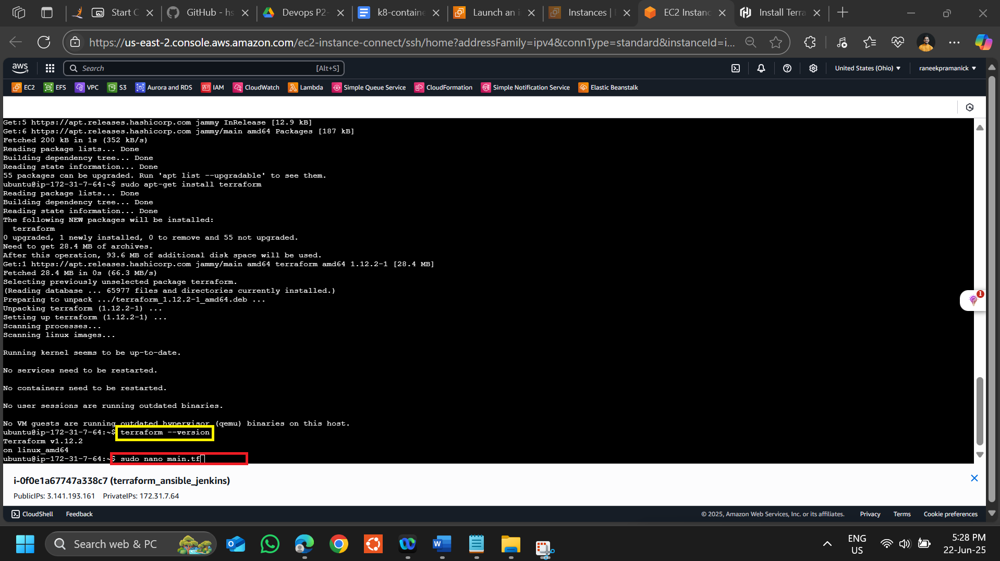 Start C
GitHub - hs
Devops P2-
k8-containe
Launch an i
Instances |
EC2 Instanc
Install Terra
https://us-east-2.console.aws.amazon.com/ec2-instance-connect/ssh/home?addressFamily=ipv4&connType=standard&instanceId=i...
aws
Search
[Alt+S]
United States (Ohio)
raneekpramanick
EC2
EFS
VPC
S3
Aurora and RDS
IAM
CloudWatch
Lambda
Simple Queue Service
CloudFormation
Simple Notification Service
Elastic Beanstalk
Get:5 https://apt.releases.hashicorp.com jammy InRelease [12.9 kB]
Get:6 https://apt.releases.hashicorp.com jammy/main amd64 Packages [187 kB]
Fetched 200 kB in 1s (352 kB/s)
Reading package lists... Done
Building dependency tree... Done
Reading state information... Done
55 packages can be upgraded. Run 'apt list --upgradable' to see them.
ubuntu@ip-172-31-7-64:~$ sudo apt-get install terraform
Reading package lists... Done
Building dependency tree... Done
Reading state information... Done
The following NEW packages will be installed:
terraform
0 upgraded, 1 newly installed, 0 to remove and 55 not upgraded.
Need to get 28.4 MB of archives.
After this operation, 93.6 MB of additional disk space will be used.
Get:1 https://apt.releases.hashicorp.com jammy/main amd64 terraform amd64 1.12.2-1 [28.4 MB]
Fetched 28.4 MB in 0s (66.3 MB/s)
Selecting previously unselected package terraform.
(Reading database ... 65977 files and directories currently installed.)
Preparing to unpack .../terraform_1.12.2-1_amd64.deb ...
Unpacking terraform (1.12.2-1) ...
Setting up terraform (1.12.2-1) ...
Scanning processes...
Scanning linux images...
Running kernel seems to be up-to-date.
No services need to be restarted.
No containers need to be restarted.
No user sessions are running outdated binaries.
No VM guests are running outdated hypervisor (qemu) binaries on this host.
ubuntu@ip-172-31-7-64:~$ terraform --version
Terraform v1.12.2
on linux_amd64
ubuntu@ip-172-31-7-64:~$ sudo nano main.tf
1
i-0f0e1a67747a338c7 (terraform_ansible_jenkins)
PublicIPs: 3.141.193.161 PrivateIPs: 172.31.7.64
CloudShell
Feedback
© 2025, Amazon Web Services, Inc. or its affiliates.
Privacy
Terms
Cookie preferences
Search web & PC
ENG
US
5:28 PM
22-Jun-25